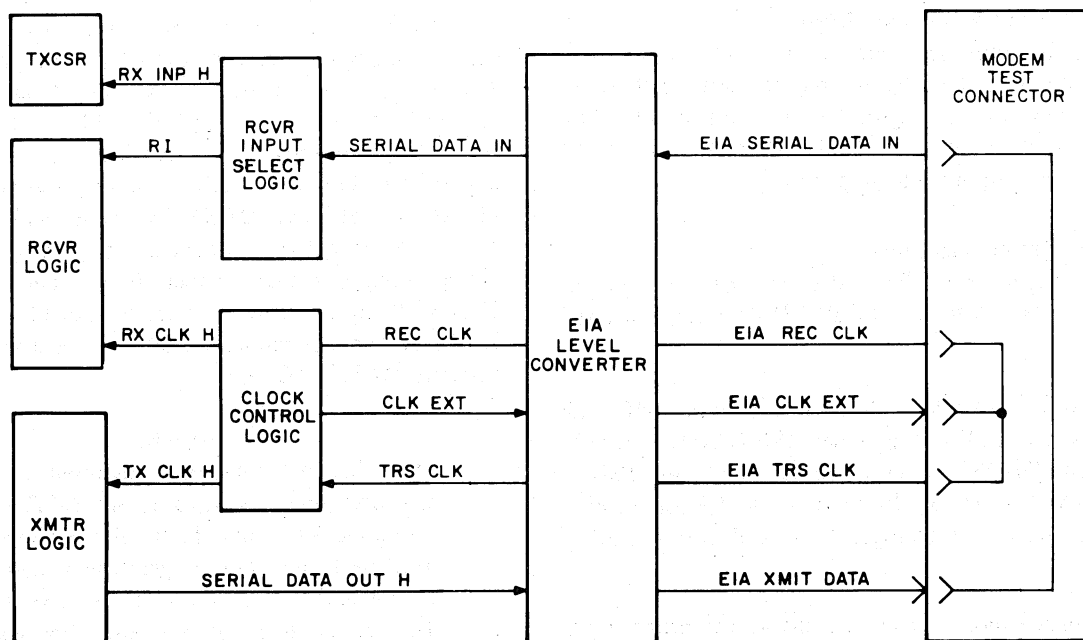 TXCSR
RX INP H
RI
RCVR
INPUT
SELECT
LOGIC
SERIAL DATA IN
EIA SERIAL DATA IN
MODEM
TEST
CONNECTOR
RCVR
LOGIC
RX CLK H
CLOCK
CONTROL
LOGIC
REC CLK
CLK EXT
TRS CLK
EIA
LEVEL
CONVERTER
EIA REC CLK
EIA CLK EXT
EIA TRS CLK
TX CLK H
XMTR
LOGIC
SERIAL DATA OUT H
EIA XMIT DATA